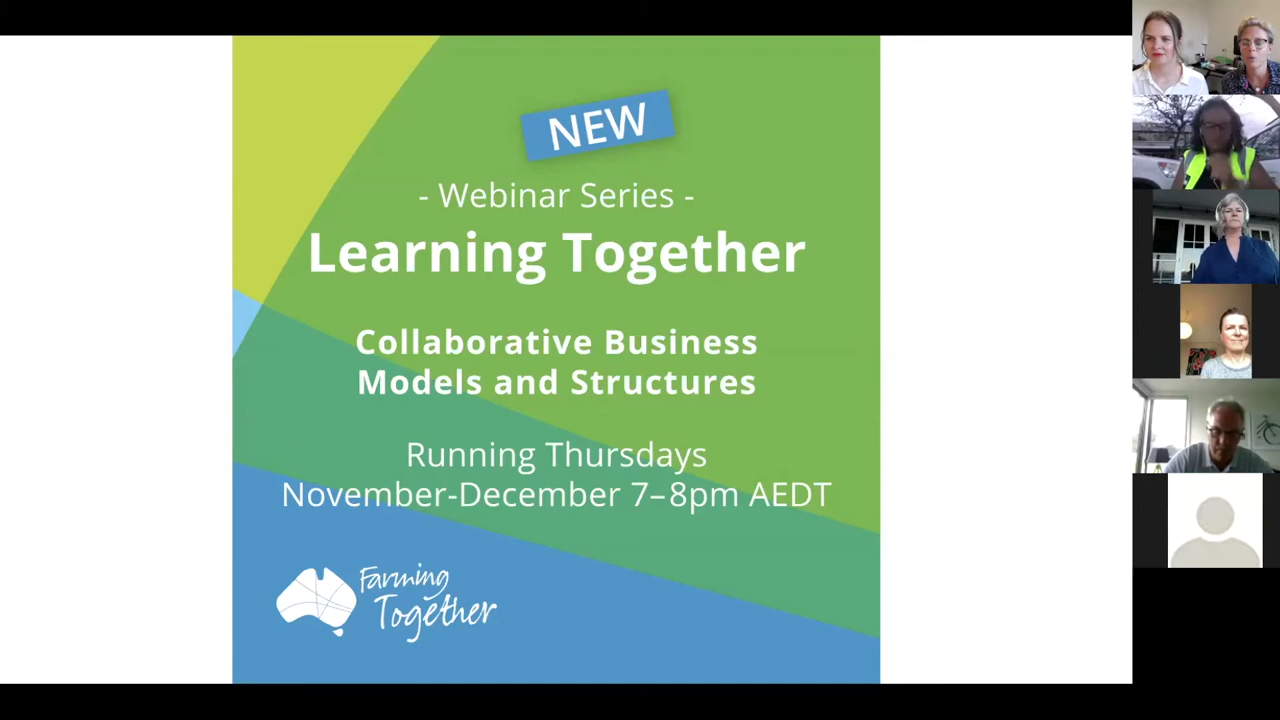 NEW
- Webinar Series -
Learning Together
Collaborative Business
Models and Structures
Running Thursdays
November-December 7–8pm AEDT
Farming
Together